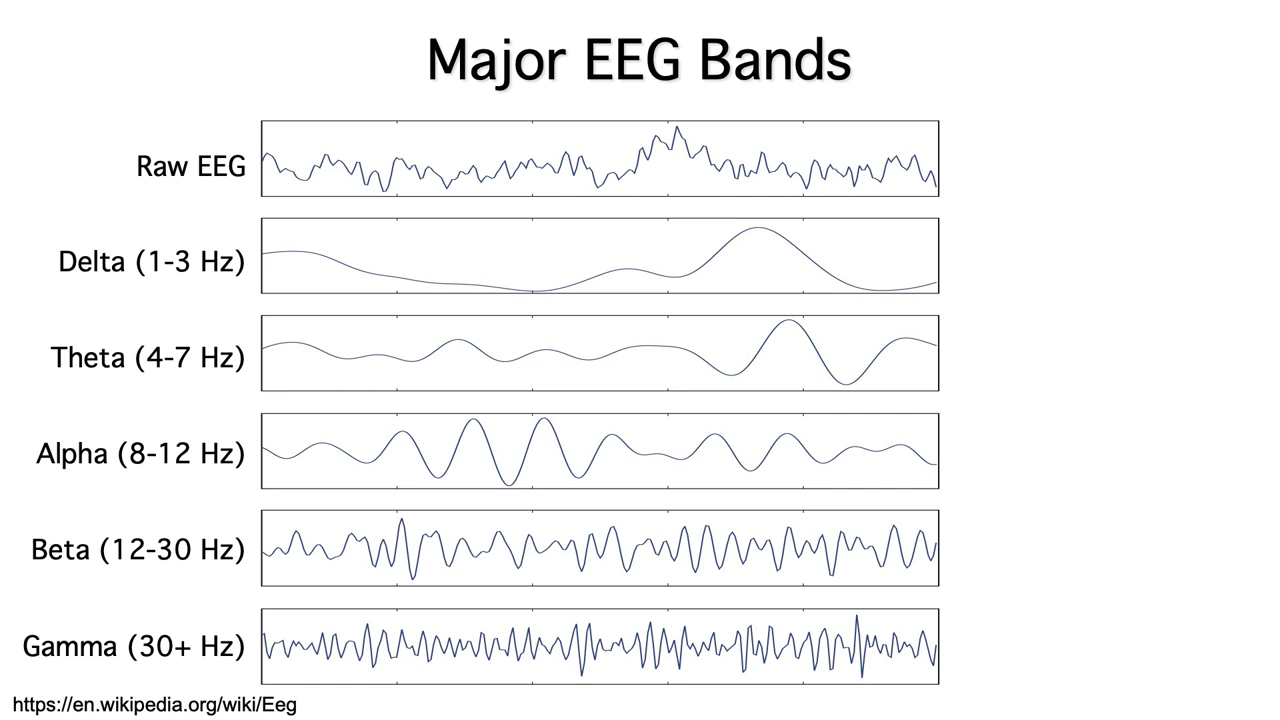 Major EEG Bands
Raw EEG
Delta (1-3 Hz)
Theta (4-7 Hz)
Alpha (8-12 Hz)
Beta (12-30 Hz)
Gamma (30+ Hz)
https://en.wikipedia.org/wiki/Eeg